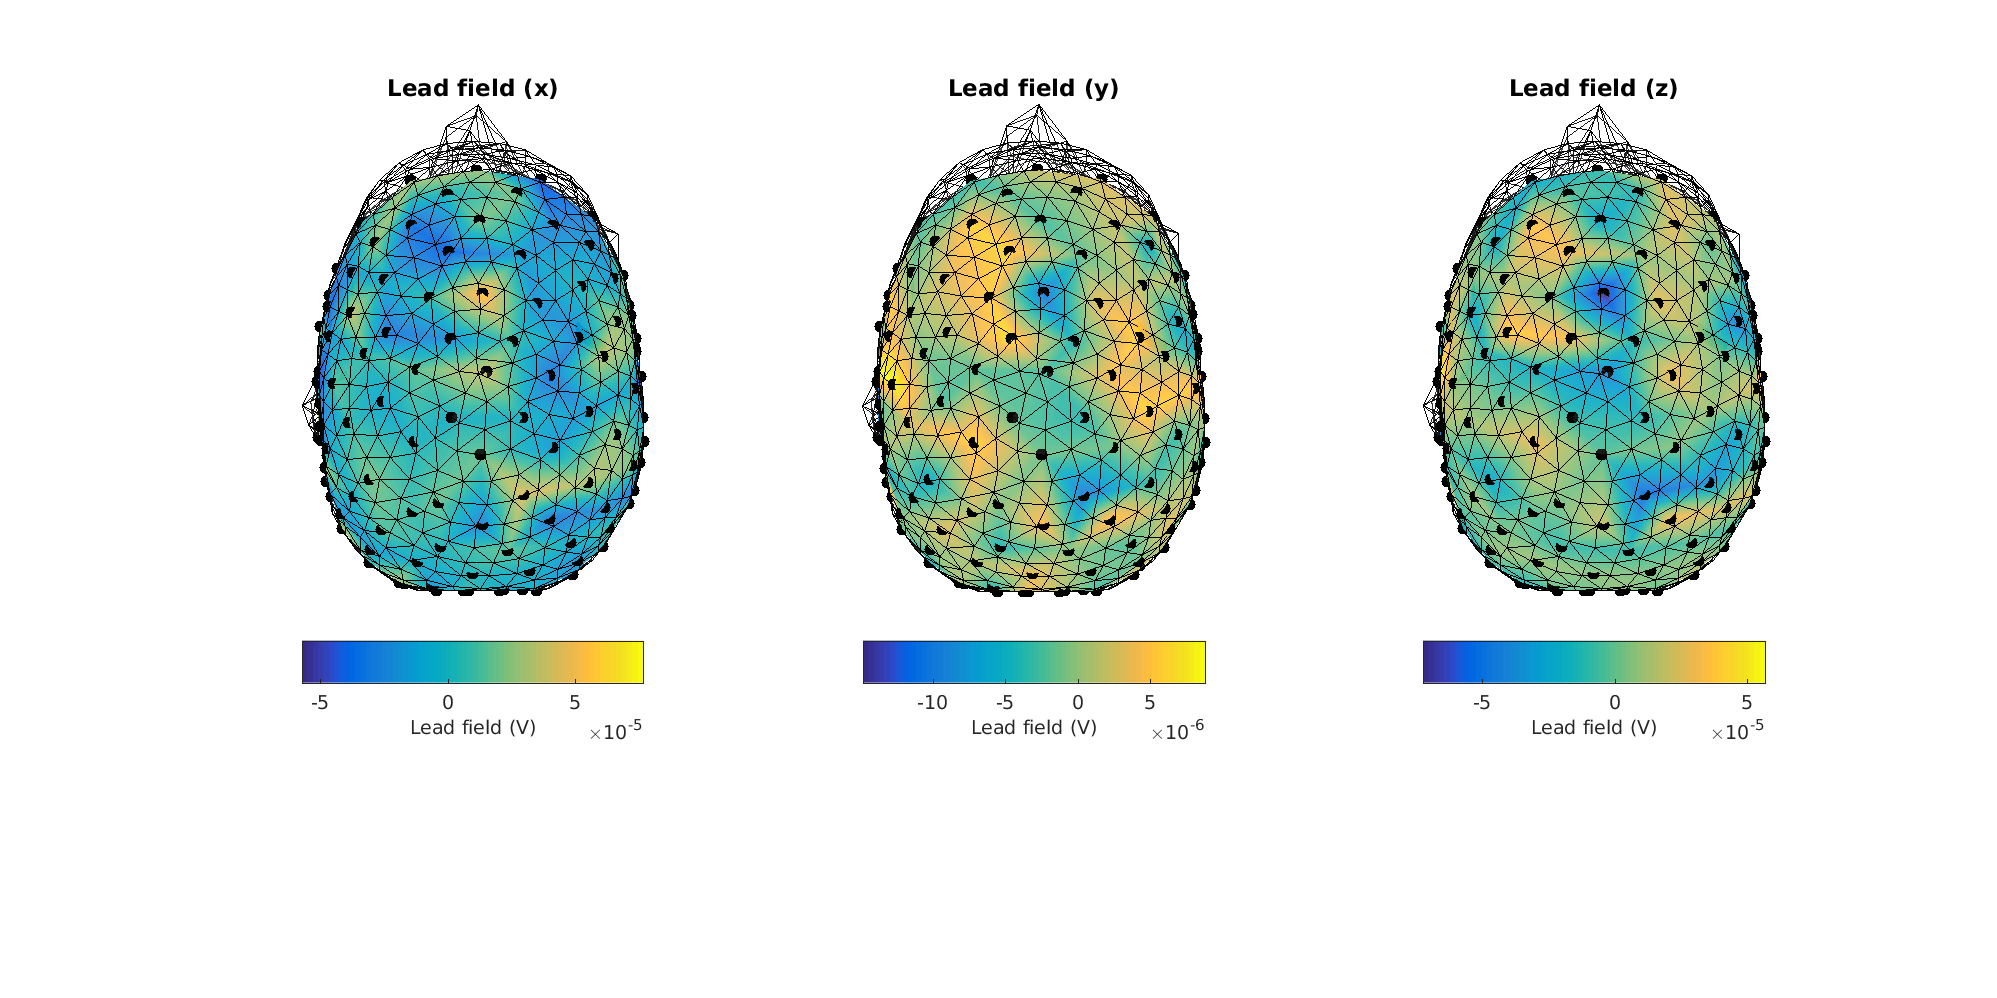 Lead field (x) Lead field (y) Lead field (z)
-5 0 5 -10 -5 0 5 -5 0 5
Lead field (V) ×10-5 Lead field (V) ×10-6 Lead field (V) ×10-5